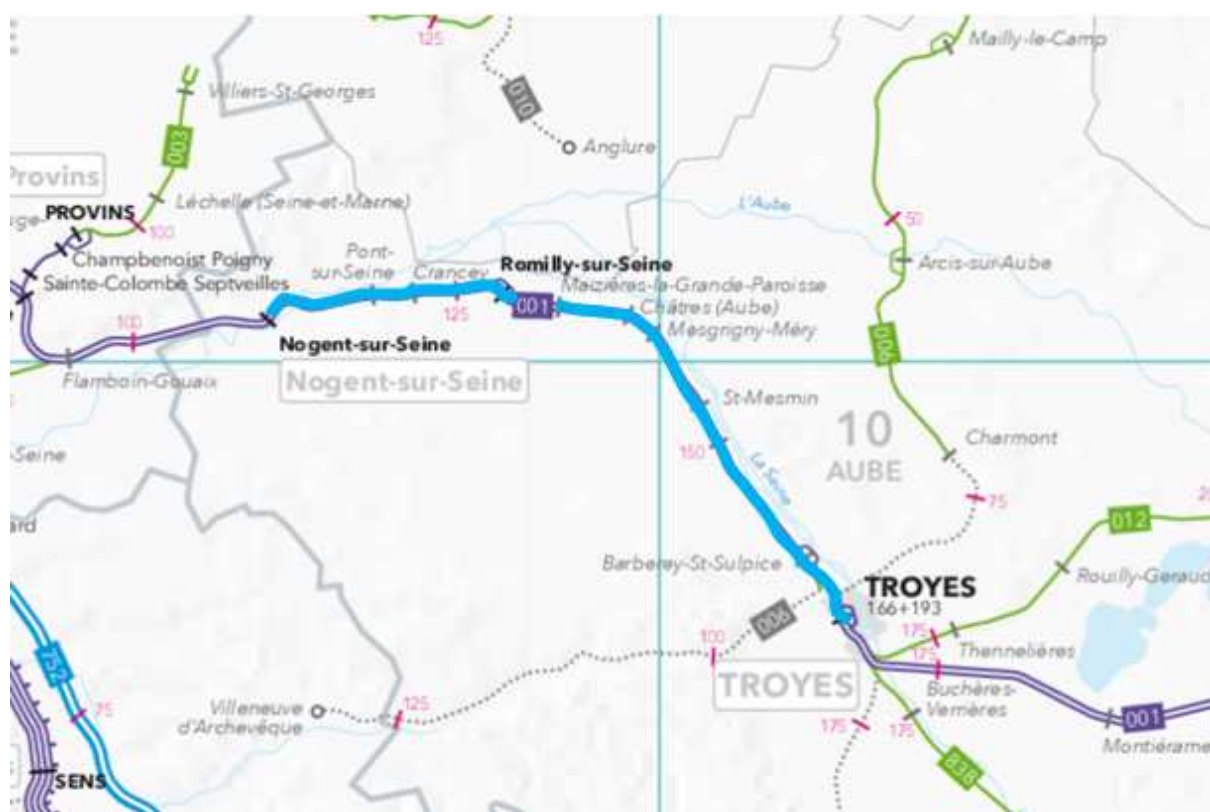 125
Mailly-le-Camp
010
Villiers-St-Georges
003
Anglure
Provins
Léchelle (Seine-et-Marne)
L'Aube
PROVINS
100
50
Champbenoist Poigny
Pont-
sur-Seine
Crancey
Romilly-sur-Seine
Arcis-sur-Aube
Sainte-Colombe Septveilles
Maizières-la-Grande-Paroisse
001
Châtres (Aube)
100
125
Mesgrigny-Méry
Nogent-sur-Seine
006
Flamboin-Gouaix
Nogent-sur-Seine
St-Mesmin
10
AUBE
Charmont
-Seine
150
La Seine
75
012
Barberey-St-Sulpice
TROYES
166+193
Rouilly-Geraud
006
100
175
Thennelières
175
752
TROYES
Buchères-
Verrières
Villeneuve
d'Archevêque
125
75
175
175
001
Montiérame
SENS
838